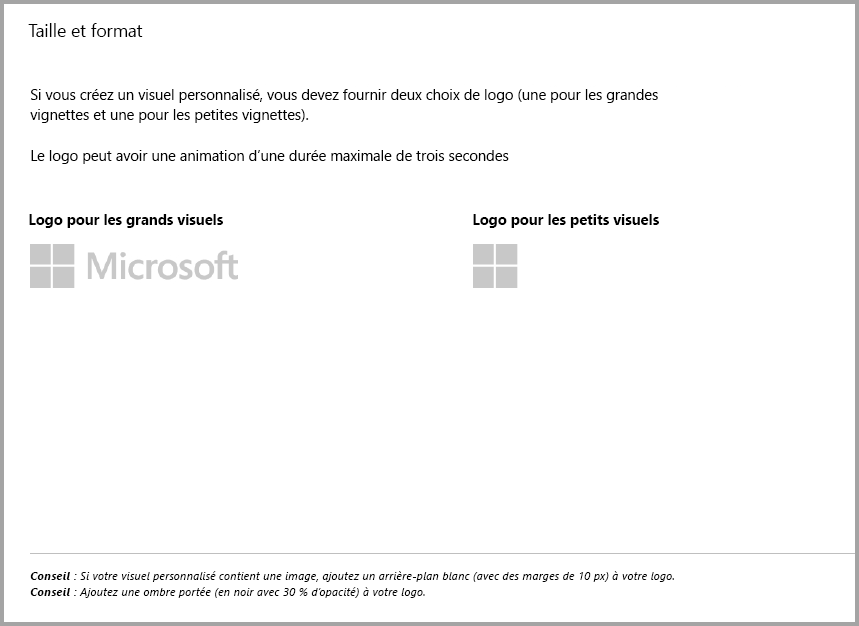 Taille et format
Si vous créez un visuel personnalisé, vous devez fournir deux choix de logo (une pour les grandes
vignettes et une pour les petites vignettes).
Le logo peut avoir une animation d’une durée maximale de trois secondes
Logo pour les grands visuels
Microsoft
Logo pour les petits visuels
Conseil : Si votre visuel personnalisé contient une image, ajoutez un arrière-plan blanc (avec des marges de 10 px) à votre logo.
Conseil : Ajoutez une ombre portée (en noir avec 30 % d’opacité) à votre logo.